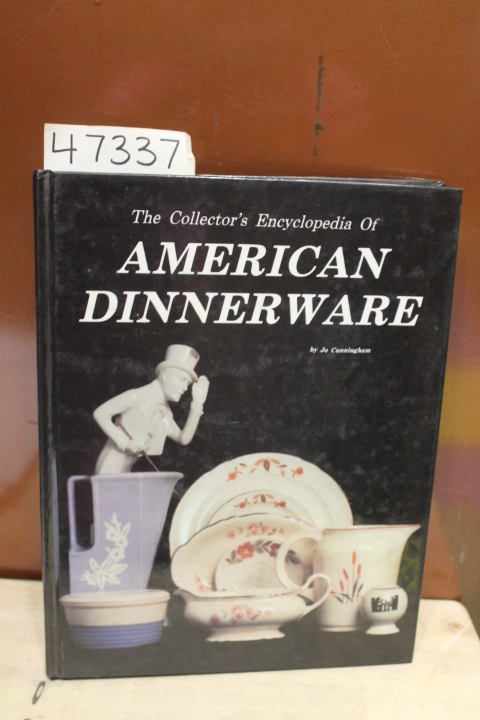 47337
The Collector's Encyclopedia Of
AMERICAN
DINNERWARE
by Jo Cunningham